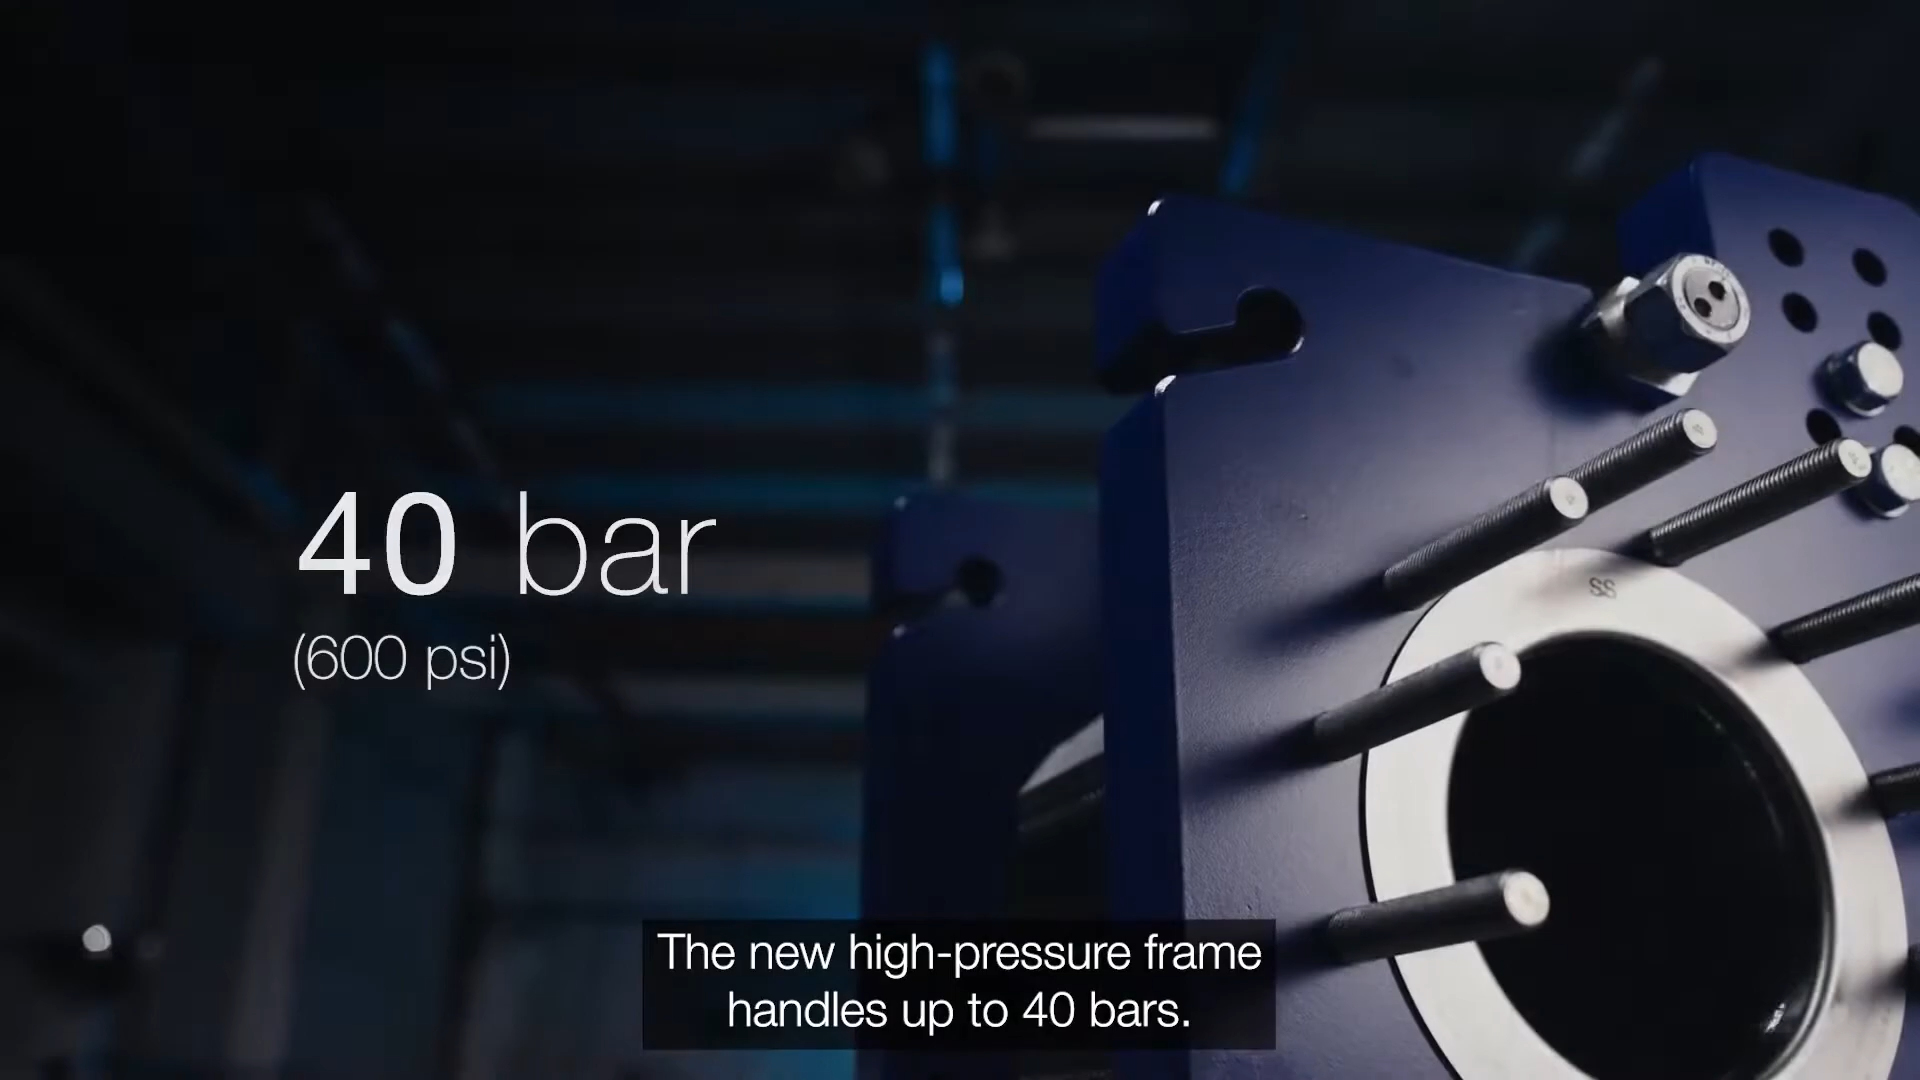 40 bar
(600 psi)
SS
The new high-pressure frame
handles up to 40 bars.